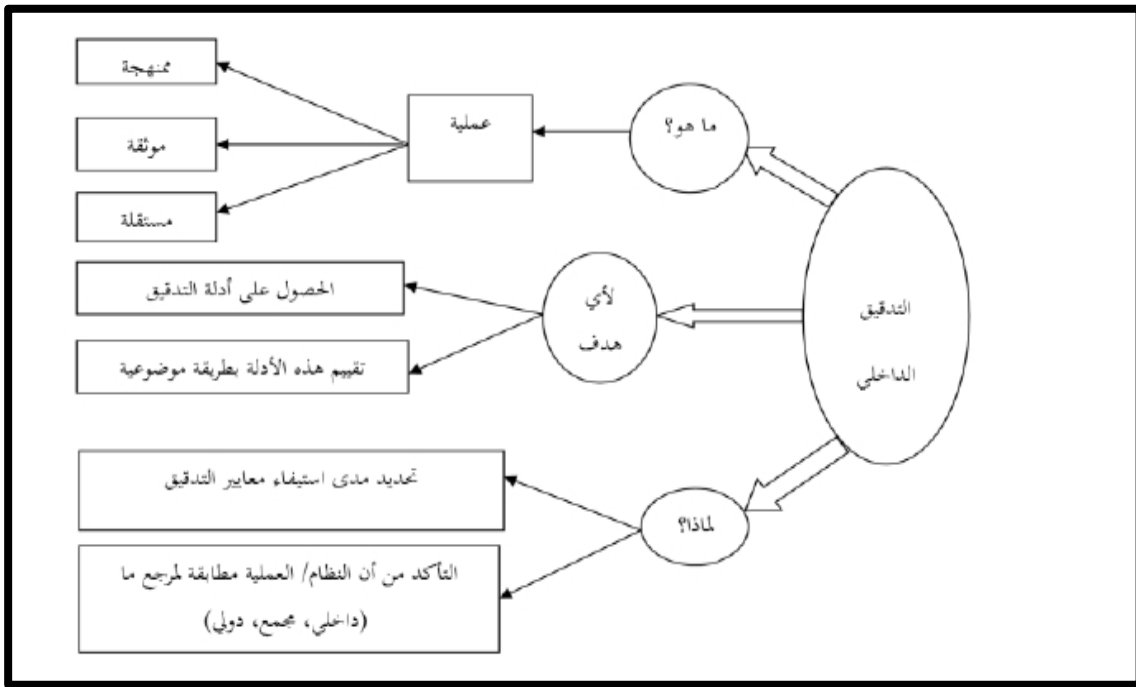 التدقيق
الداخلي
ما هو؟
عملية
ممنهجة
موثقة
مستقلة
لأي
هدف
الحصول على أدلة التدقيق
تقييم هذه الأدلة بطريقة موضوعية
لماذا؟
تحديد مدى استيفاء معايير التدقيق
التأكد من أن النظام/ العملية مطابقة لمرجع ما
(داخلي، مجمع، دولي)